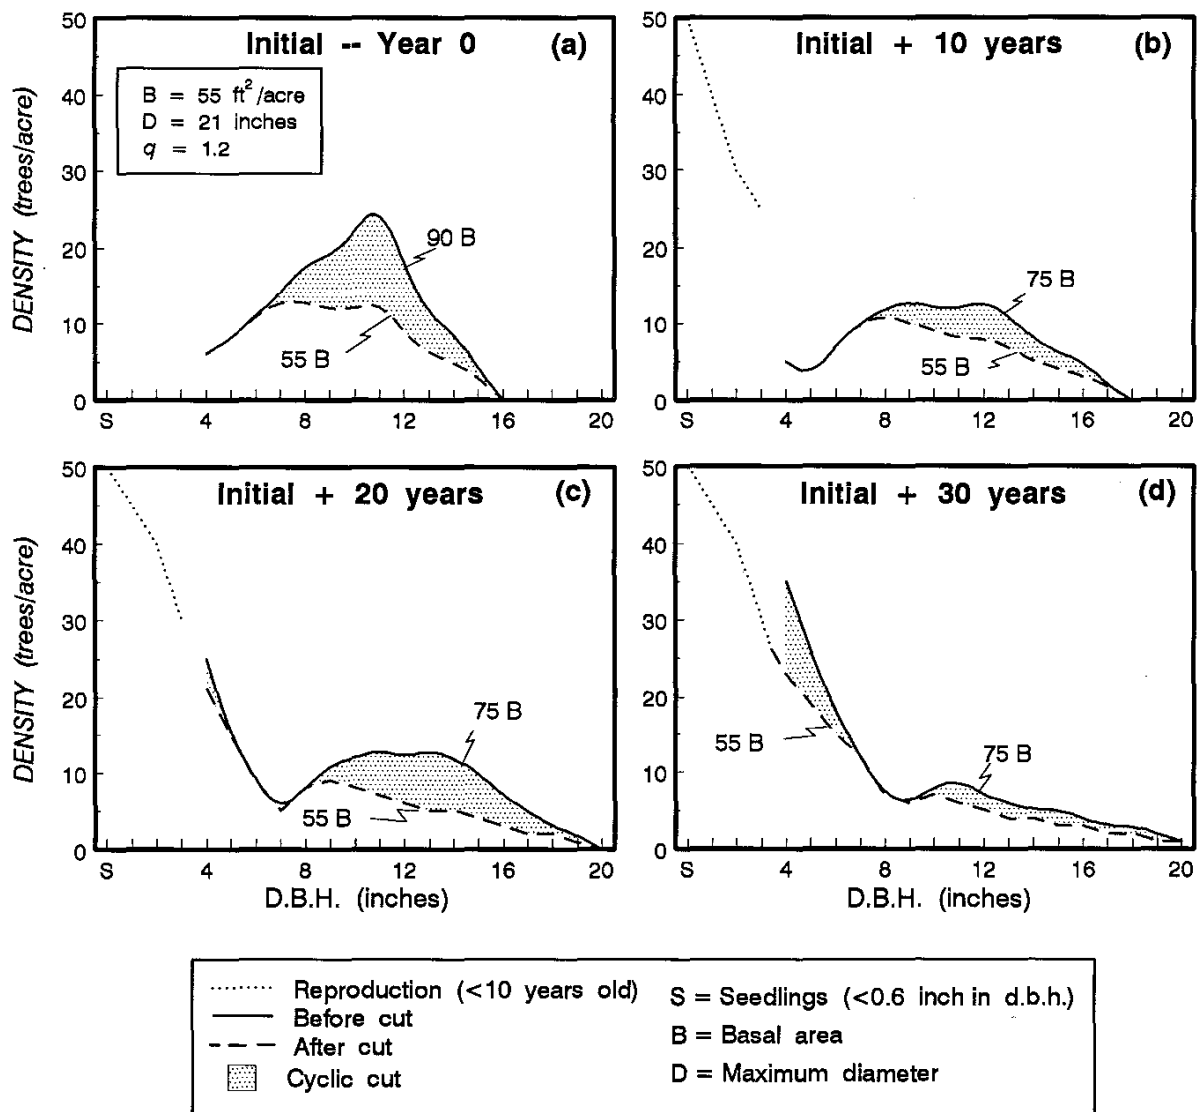 Initial -- Year 0 (a)
B = 55 ft²/acre
D = 21 inches
q = 1.2
90 B
55 B
DENSITY (trees/acre)
50
40
30
20
10
0
S 4 8 12 16 20
Initial + 10 years (b)
75 B
55 B
50
40
30
20
10
0
S 4 8 12 16 20
Initial + 20 years (c)
75 B
55 B
DENSITY (trees/acre)
50
40
30
20
10
0
S 4 8 12 16 20
D.B.H. (inches)
Initial + 30 years (d)
55 B
75 B
50
40
30
20
10
0
S 4 8 12 16 20
D.B.H. (inches)
Reproduction (<10 years old)
Before cut
After cut
Cyclic cut
S = Seedlings (<0.6 inch in d.b.h.)
B = Basal area
D = Maximum diameter